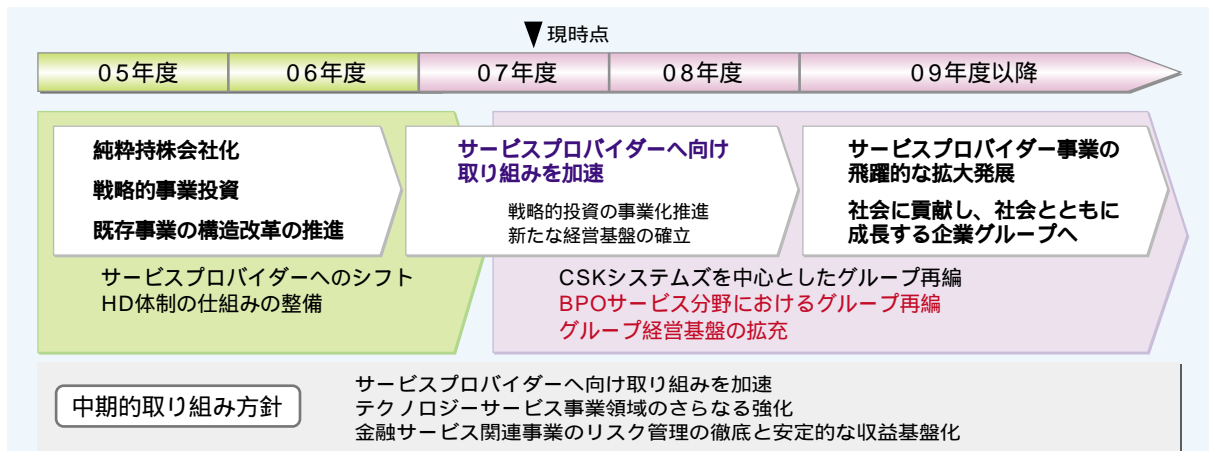 ▼現時点
05年度
06年度
07年度
08年度
09年度以降
純粋持株会社化
戦略的事業投資
既存事業の構造改革の推進
サービスプロバイダーへ向け
取り組みを加速
戦略的投資の事業化推進
新たな経営基盤の確立
サービスプロバイダー事業の
飛躍的な拡大発展
社会に貢献し、社会とともに
成長する企業グループへ
サービスプロバイダーへのシフト
HD体制の仕組みの整備
CSKシステムズを中心としたグループ再編
BPOサービス分野におけるグループ再編
グループ経営基盤の拡充
中期的取り組み方針
サービスプロバイダーへ向け取り組みを加速
テクノロジーサービス事業領域のさらなる強化
金融サービス関連事業のリスク管理の徹底と安定的な収益基盤化